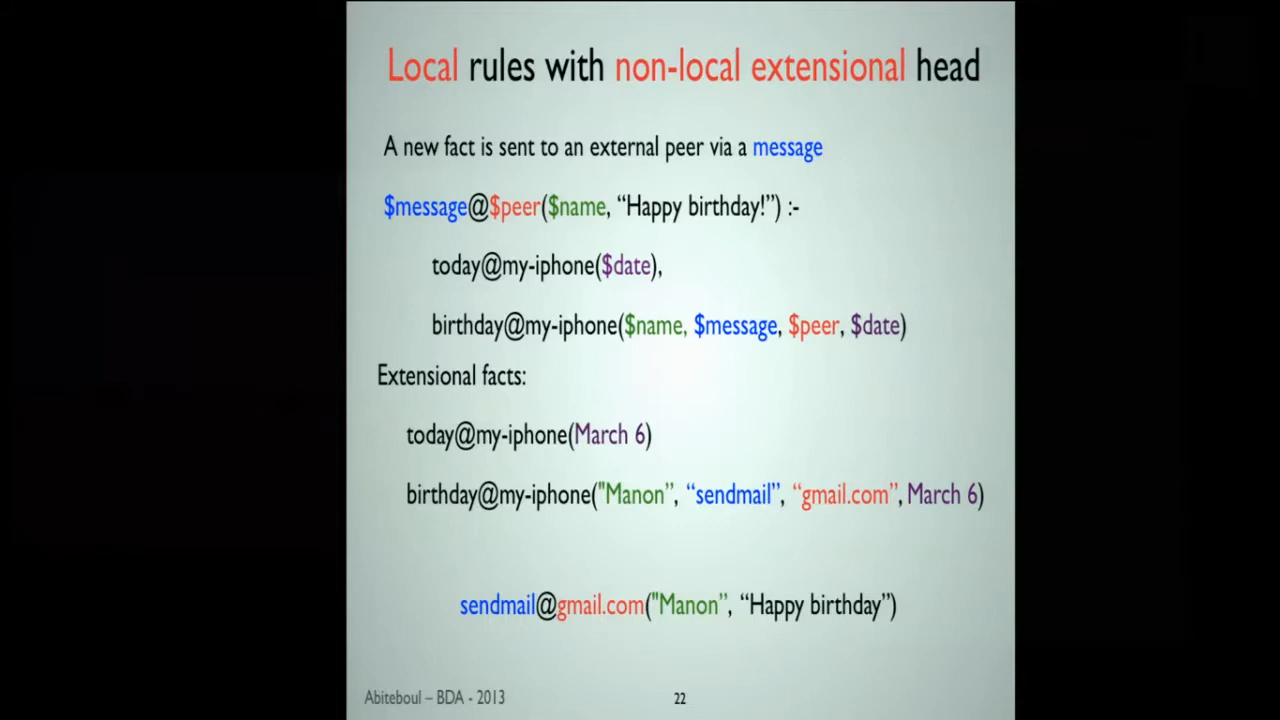 Local rules with non-local extensional head
A new fact is sent to an external peer via a message
$message@$peer($name, “Happy birthday!”) :-
today@my-iphone($date),
birthday@my-iphone($name, $message, $peer, $date)
Extensional facts:
today@my-iphone(March 6)
birthday@my-iphone("Manon”, “sendmail”, “gmail.com”, March 6)
sendmail@gmail.com("Manon”, “Happy birthday”)
Abiteboul – BDA - 2013
22